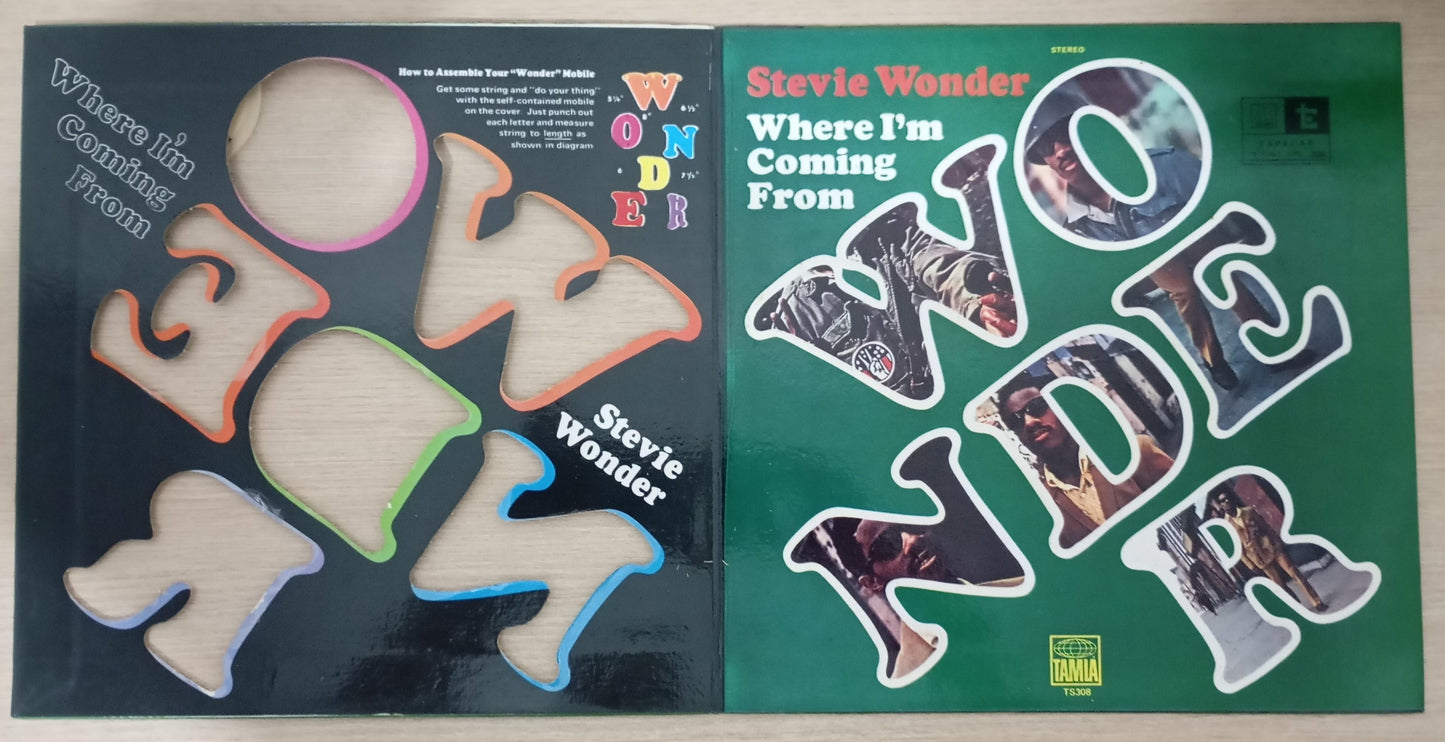 Where I'm
Coming
From
How to Assemble Your "Wonder" Mobile
Get some string and "do your thing"
with the self-contained mobile
on the cover. Just punch out
each letter and measure
string to length as
shown in diagram
W
O
N
D
E
R
Stevie
Wonder
STEREO
Stevie Wonder
Where I'm
Coming
From
WONDER
TAMLA
TS308